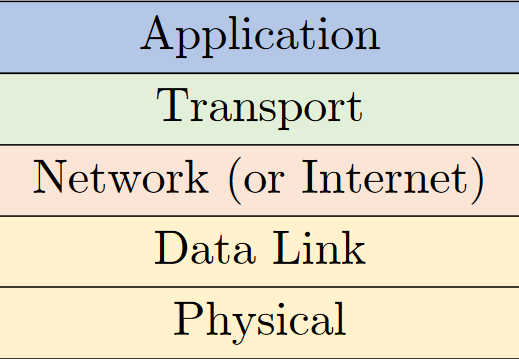 Application
Transport
Network (or Internet)
Data Link
Physical